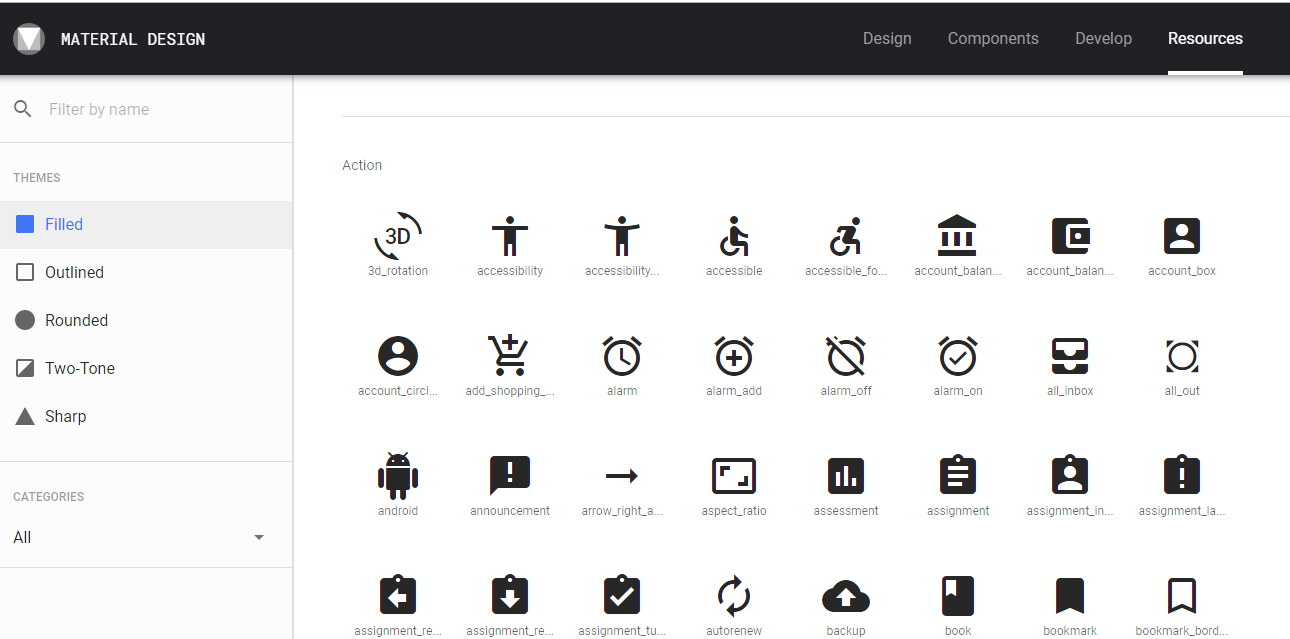 MATERIAL DESIGN
Design Components Develop Resources
Filter by name
THEMES
Filled
Outlined
Rounded
Two-Tone
Sharp
CATEGORIES
All
Action
3D
3d_rotation accessibility accessibility... accessible accessible_fo... account_balan... account_balan... account_box
account_circl... add_shopping_... alarm alarm_add alarm_off alarm_on all_inbox all_out
android announcement arrow_right_a... aspect_ratio assessment assignment assignment_in... assignment_la...
assignment_re... assignment_re... assignment_tu... autorenew backup book bookmark bookmark_bord...